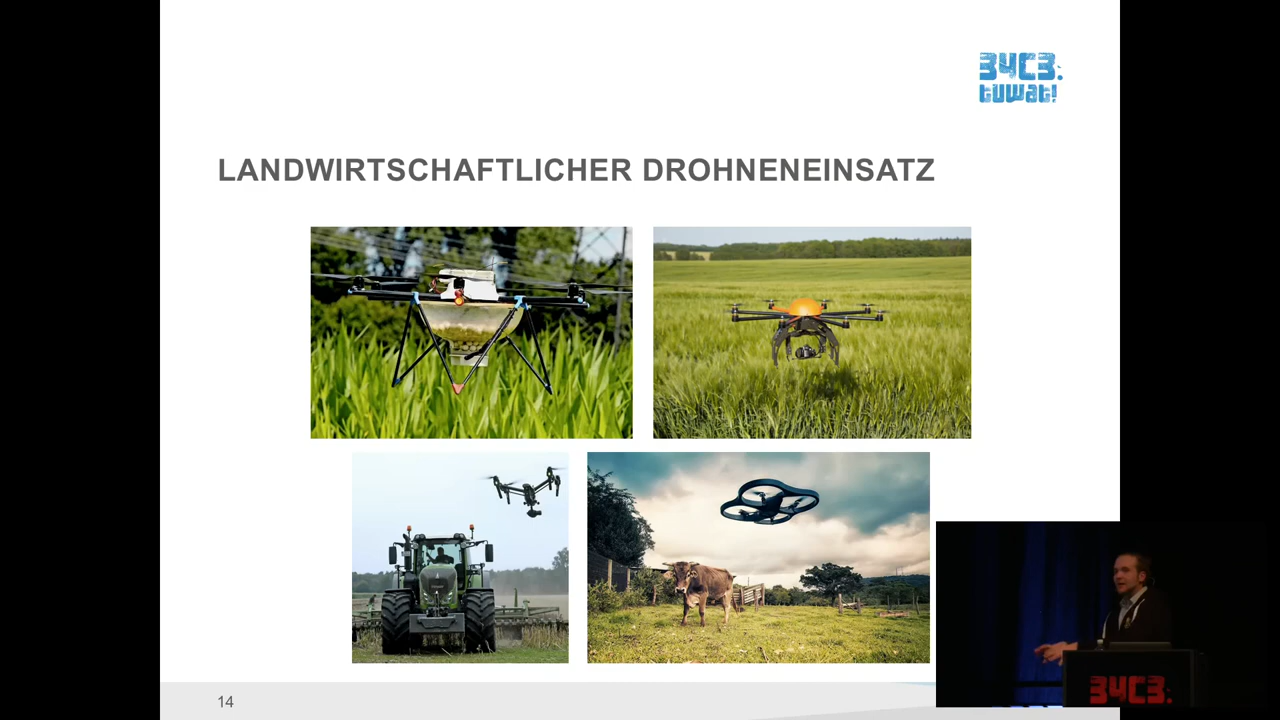 34C3.
tuwat!
LANDWIRTSCHAFTLICHER DROHNENEINSATZ
14
34C3.